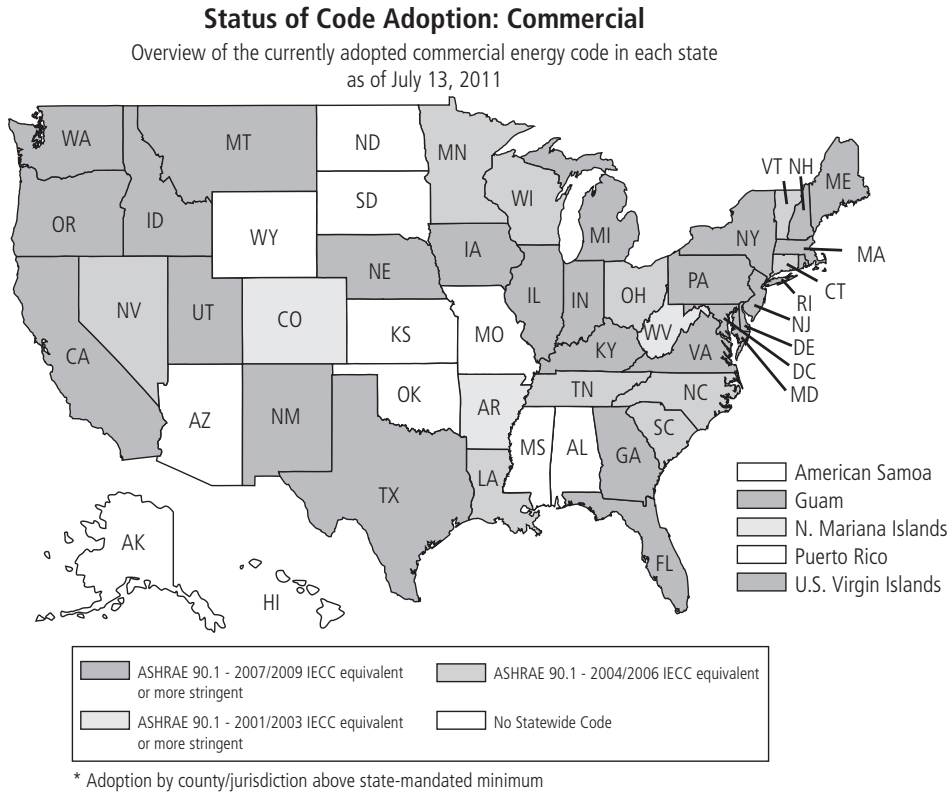 Status of Code Adoption: Commercial
Overview of the currently adopted commercial energy code in each state
as of July 13, 2011
WA
MT
ND
MN
VT NH
ME
OR
ID
SD
WI
WY
MI
NY
MA
IA
NE
PA
CT
NV
UT
CO
IL
IN
OH
RI
NJ
CA
KS
MO
WV
KY
VA
DE
DC
MD
TN
NC
AZ
NM
OK
AR
SC
MS
AL
GA
LA
TX
AK
FL
HI
American Samoa
Guam
N. Mariana Islands
Puerto Rico
U.S. Virgin Islands
ASHRAE 90.1 - 2007/2009 IECC equivalent
or more stringent
ASHRAE 90.1 - 2004/2006 IECC equivalent
ASHRAE 90.1 - 2001/2003 IECC equivalent
or more stringent
No Statewide Code
* Adoption by county/jurisdiction above state-mandated minimum